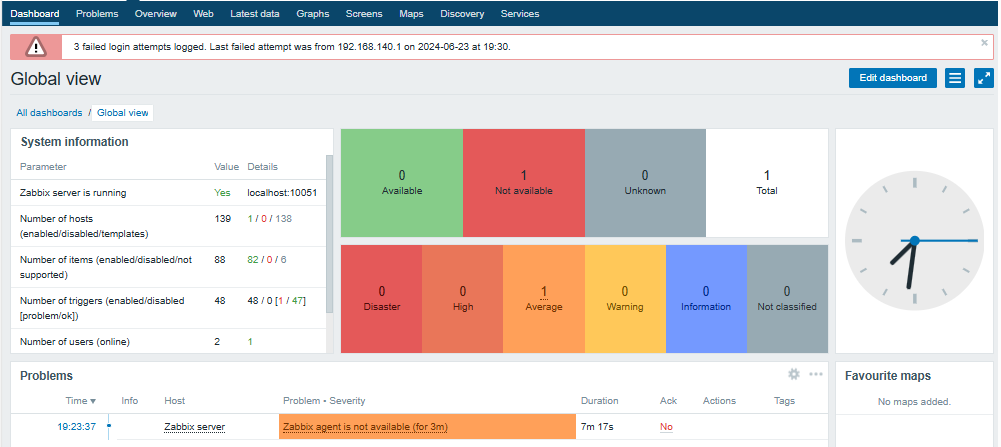 Dashboard Problems Overview Web Latest data Graphs Screens Maps Discovery Services
3 failed login attempts logged. Last failed attempt was from 192.168.140.1 on 2024-06-23 at 19:30.
Global view
Edit dashboard
All dashboards / Global view
System information
Parameter Value Details
Zabbix server is running Yes localhost:10051
Number of hosts (enabled/disabled/templates) 139 1 / 0 / 138
Number of items (enabled/disabled/not supported) 88 82 / 0 / 6
Number of triggers (enabled/disabled [problem/ok]) 48 48 / 0 [1 / 47]
Number of users (online) 2 1
0 Available
1 Not available
0 Unknown
1 Total
0 Disaster
0 High
1 Average
0 Warning
0 Information
0 Not classified
Problems
Time ▼ Info Host Problem • Severity Duration Ack Actions Tags
19:23:37 Zabbix server Zabbix agent is not available (for 3m) 7m 17s No
Favourite maps
No maps added.